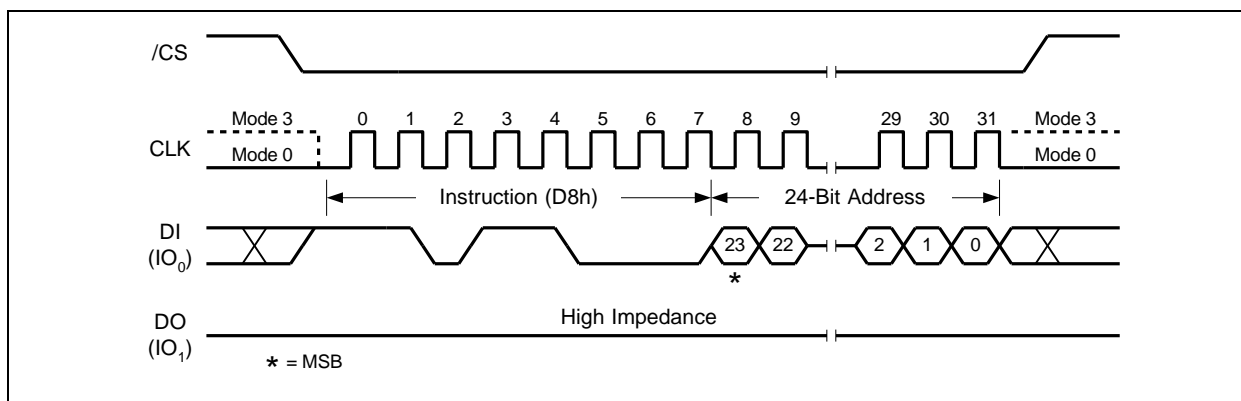 /CS
Mode 3 0 1 2 3 4 5 6 7 8 9 29 30 31 Mode 3
CLK Mode 0 Mode 0
Instruction (D8h) 24-Bit Address
DI
(IO0) 23 22 2 1 0
*
DO High Impedance
(IO1)
* = MSB